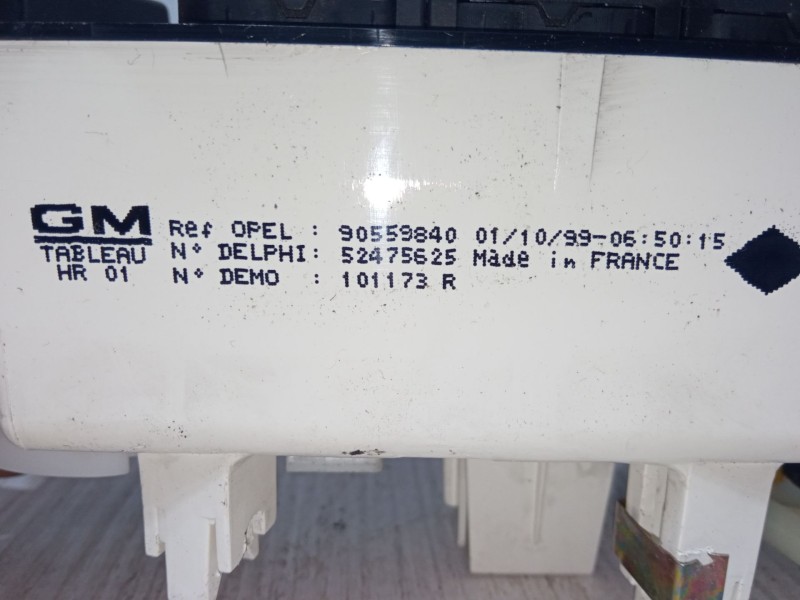 GM
TABLEAU
HR 01
Ref OPEL : 90559840 01/10/99-06:50:15
N° DELPHI: 52475625 Made in FRANCE
N° DEMO : 101173 R